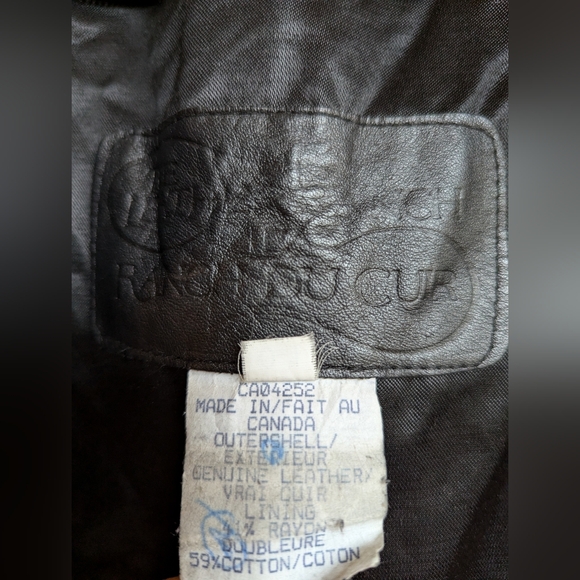 RANCH DU CUIR
CA04252
MADE IN/FAIT AU
CANADA
OUTERSHELL/
EXTERIEUR
GENUINE LEATHER/
VRAI CUIR
LINING
41% RAYON
DOUBLEURE
59%COTTON/COTON